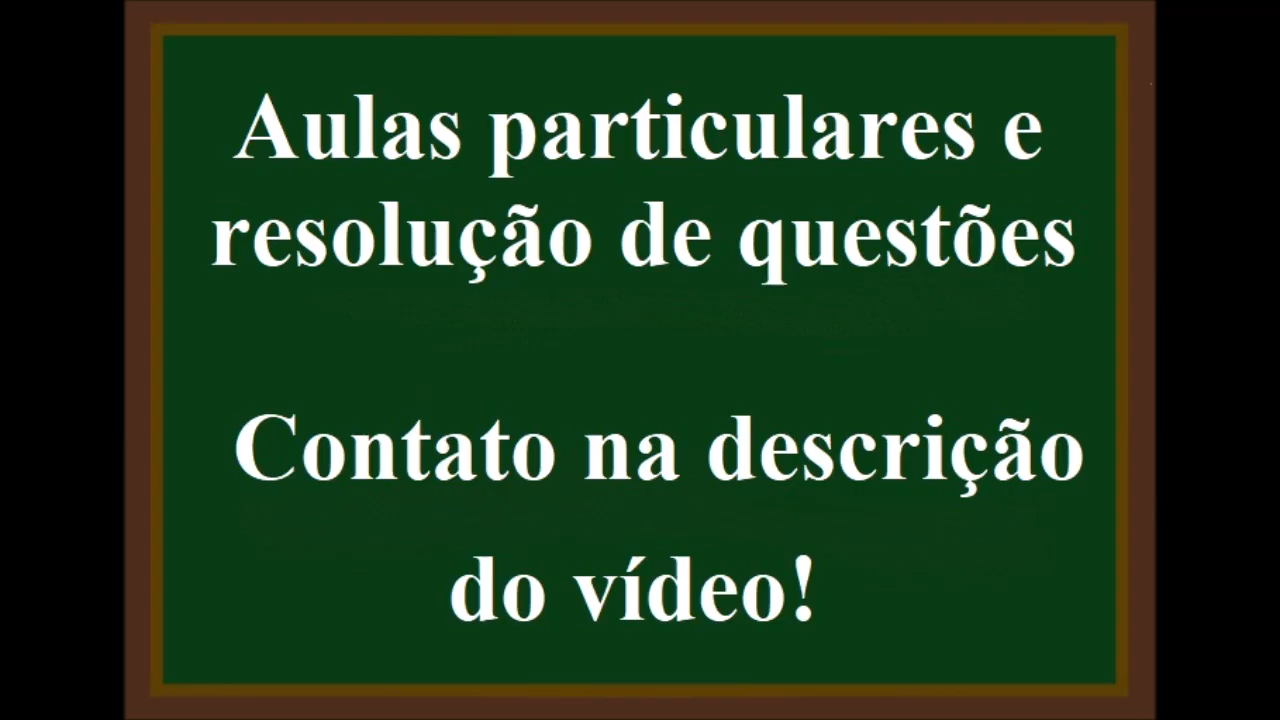 Aulas particulares e
resolução de questões
Contato na descrição
do vídeo!